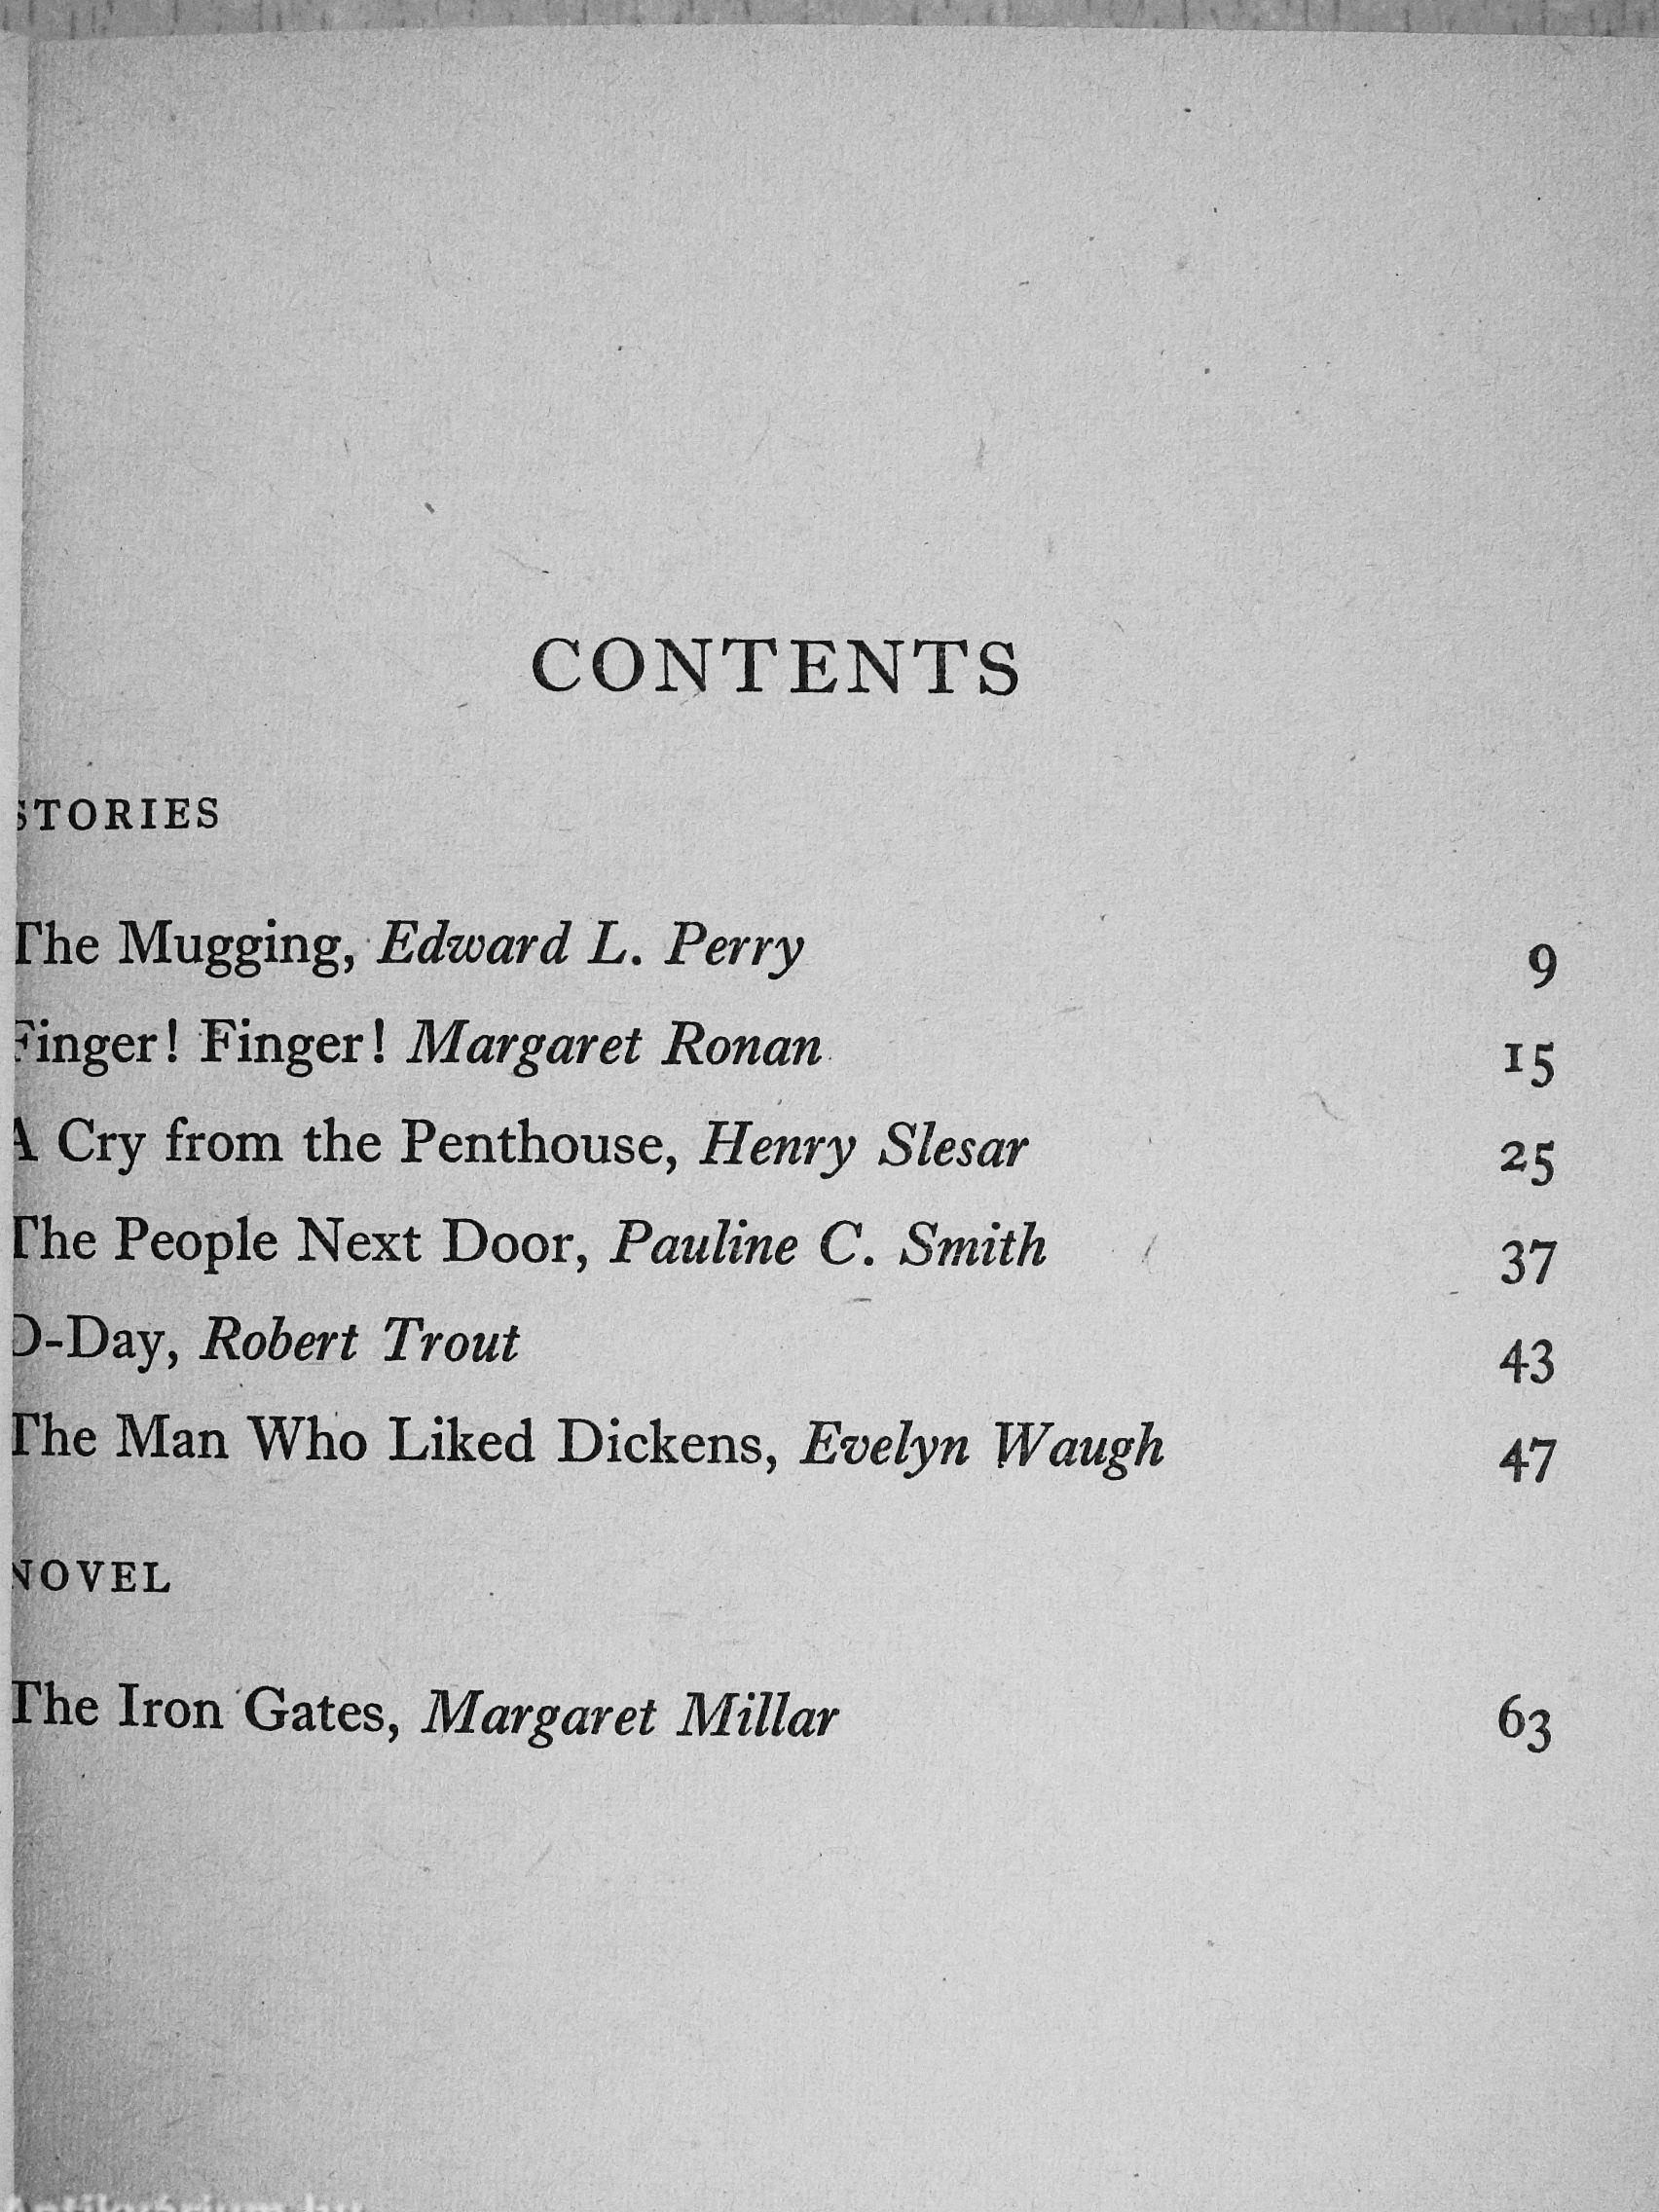 CONTENTS
STORIES
The Mugging, Edward L. Perry 9
Finger! Finger! Margaret Ronan 15
A Cry from the Penthouse, Henry Slesar 25
The People Next Door, Pauline C. Smith 37
D-Day, Robert Trout 43
The Man Who Liked Dickens, Evelyn Waugh 47
NOVEL
The Iron Gates, Margaret Millar 63